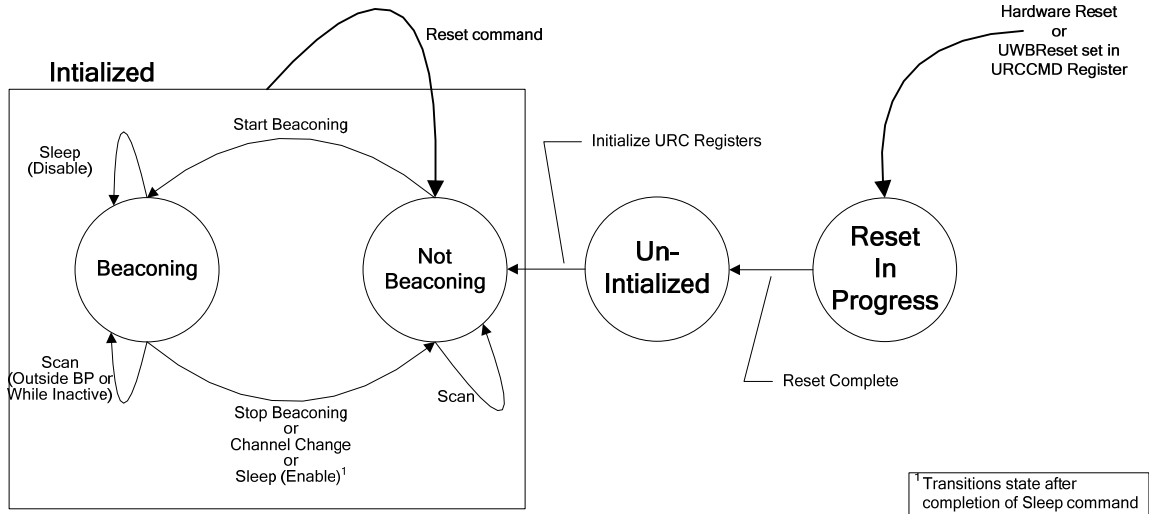 Hardware Reset
or
UWBReset set in
URCCMD Register
Reset command
Intialized
Start Beaconing
Initialize URC Registers
Sleep
(Disable)
Beaconing
Not
Beaconing
Un-
Intialized
Reset
In
Progress
Scan
(Outside BP or
While Inactive)
Scan
Reset Complete
Stop Beaconing
or
Channel Change
or
Sleep (Enable)¹
¹ Transitions state after
completion of Sleep command